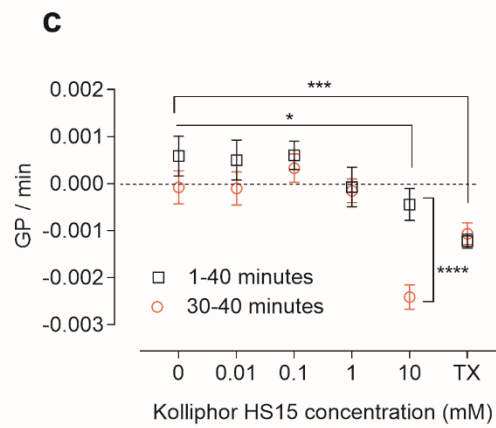 c
***
*
0.002
0.001
0.000
-0.001
-0.002
-0.003
GP / min
****
1-40 minutes
30-40 minutes
0 0.01 0.1 1 10 TX
Kolliphor HS15 concentration (mM)